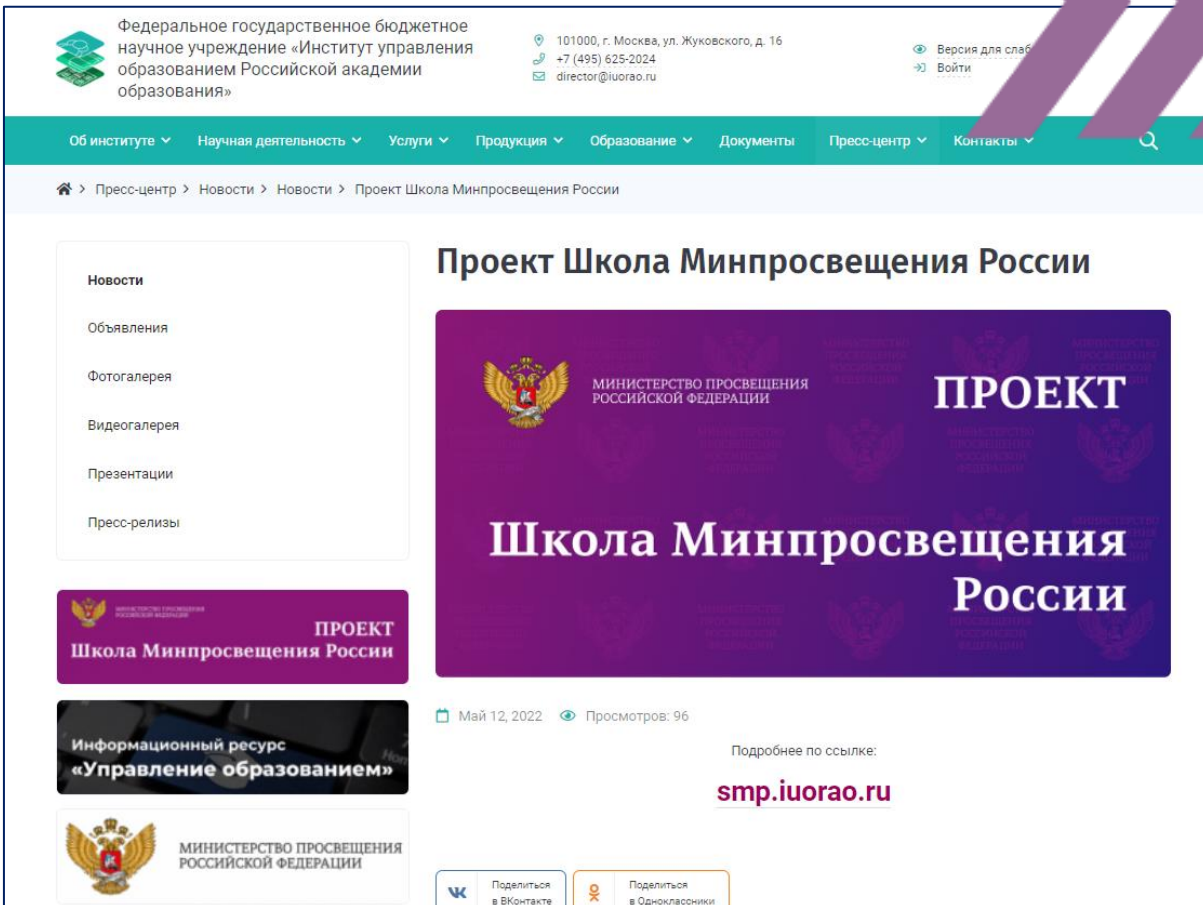 Федеральное государственное бюджетное
научное учреждение «Институт управления
образованием Российской академии
образования»
101000, г. Москва, ул. Жуковского, д. 16
+7 (495) 625-2024
director@iuorao.ru
Версия для
Войти
Об институте
Научная деятельность
Услуги
Продукция
Образование
Документы
Пресс-центр
Контакты
> Пресс-центр > Новости > Новости > Проект Школа Минпросвещения России
Новости
Объявления
Фотогалерея
Видеогалерея
Презентации
Пресс-релизы
ПРОЕКТ
Школа Минпросвещения России
Информационный ресурс
«Управление образованием»
МИНИСТЕРСТВО ПРОСВЕЩЕНИЯ
РОССИЙСКОЙ ФЕДЕРАЦИИ
Проект Школа Минпросвещения России
МИНИСТЕРСТВО ПРОСВЕЩЕНИЯ
РОССИЙСКОЙ ФЕДЕРАЦИИ
ПРОЕКТ
Школа Минпросвещения
России
Май 12, 2022
Просмотров: 96
Подробнее по ссылке:
smp.iuorao.ru
Поделиться
в ВКонтакте
Поделиться
в Одноклассники